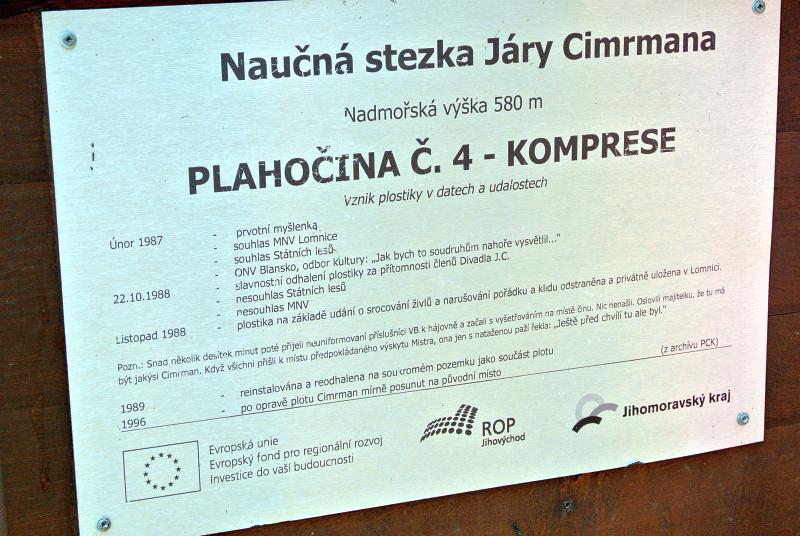 Naučná stezka Járy Cimrmana
Nadmořská výška 580 m
PLAHOČINA Č. 4 - KOMPRESE
Vznik plostiky v datech a udalostech
Únor 1987 - prvotní myšlenka
- souhlas MNV Lomnice
- souhlas Státních lesů
- ONV Blansko, odbor Kultury: „Jak bych to soudruhům nahoře vysvětlil..."
22.10.1988 - slavnostní odhalení plostiky za přítomnosti členů Divadla J.C.
- nesouhlas Státních lesů
- nesouhlas MNV
Listopad 1988 - plostika na základě udání o srocování živlů a narušování pořádku a klidu odstraněna a privátně uložena v Lomnici.
Pozn.: Snad několik desítek minut poté přijeli neuniformovaní příslušníci VB k hájovně a začali s vyšetřováním na místě činu. Nic nenašli. Oslovili majitelku, že tu má
být jakýsi Cimrman. Když všichni přišli k místu předpokládaného výskytu Mistra, ona jen s nataženou paží řekla: „Ještě před chvílí tu ale byl."
1989 - reinstalována a reodhalena na soukromém pozemku jako součást plotu
1996 - po opravě plotu Cimrman mírně posunut na původní místo
(z archívu PCK)
Evropská unie
Evropský fond pro regionální rozvoj
Investice do vaší budoucnosti
ROP
Jihovýchod
Jihomoravský kraj